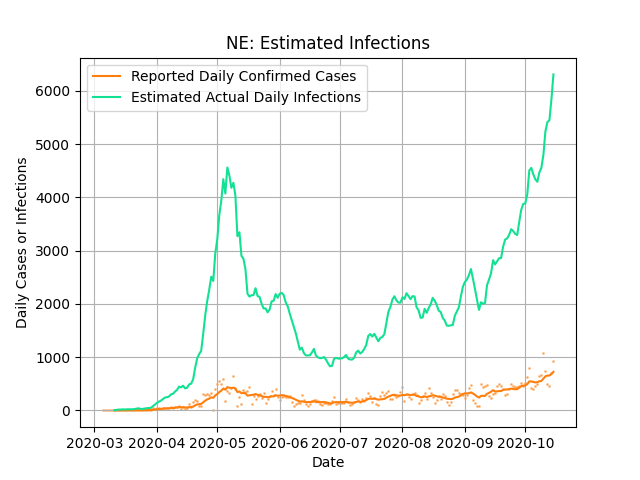 NE: Estimated Infections
Reported Daily Confirmed Cases
Estimated Actual Daily Infections
Daily Cases or Infections
6000
5000
4000
3000
2000
1000
0
2020-03 2020-04 2020-05 2020-06 2020-07 2020-08 2020-09 2020-10
Date